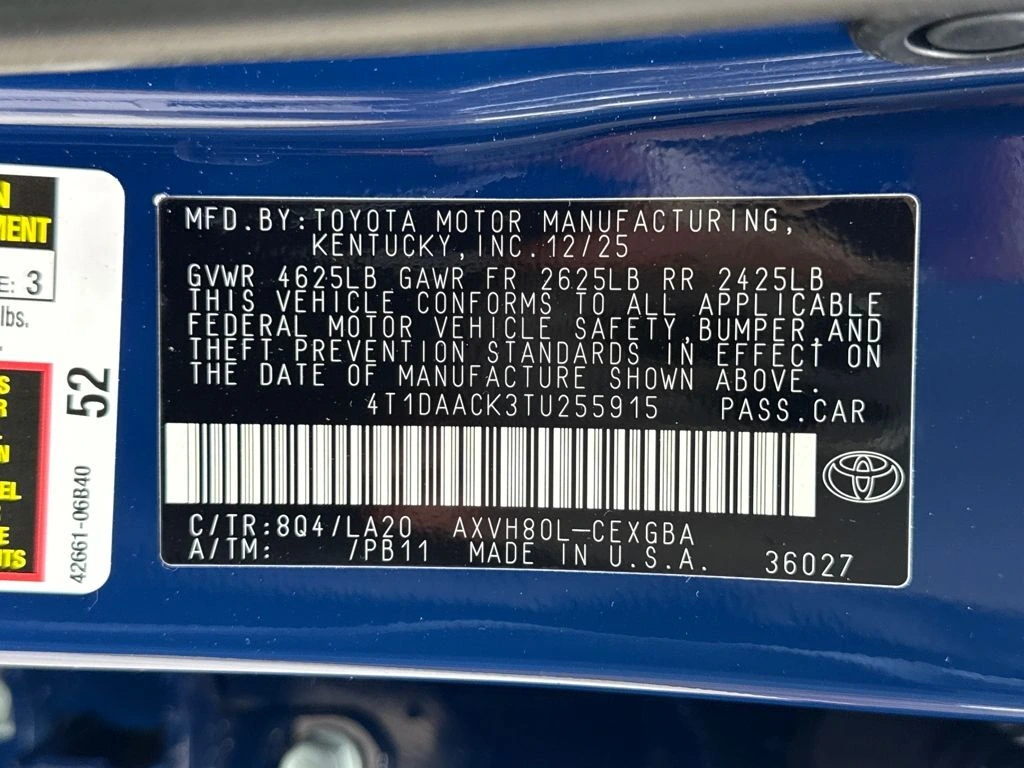 N
MENT
E: 3
lbs.
S
R
N
EL
E
ITS
52
42661-06B40
MFD.BY:TOYOTA MOTOR MANUFACTURING,
KENTUCKY,INC.12/25
GVWR 4625LB GAWR FR 2625LB RR 2425LB
THIS VEHICLE CONFORMS TO ALL APPLICABLE
FEDERAL MOTOR VEHICLE SAFETY,BUMPER,AND
THEFT PREVENTION STANDARDS IN EFFECT ON
THE DATE OF MANUFACTURE SHOWN ABOVE.
4T1DAACK3TU255915 PASS.CAR
C/TR:8Q4/LA20 AXVH80L-CEXGBA
A/TM: /PB11 MADE IN U.S.A. 36027